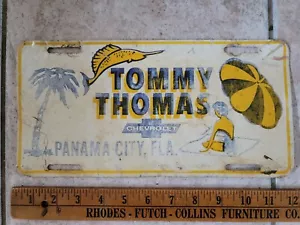 TOMMY
THOMAS
CHEVROLET
PANAMA CITY, FLA.
1 2 3 4 5 6 7 8 9 10 11 12
RHODES - FUTCH - COLLINS FURNITURE CO